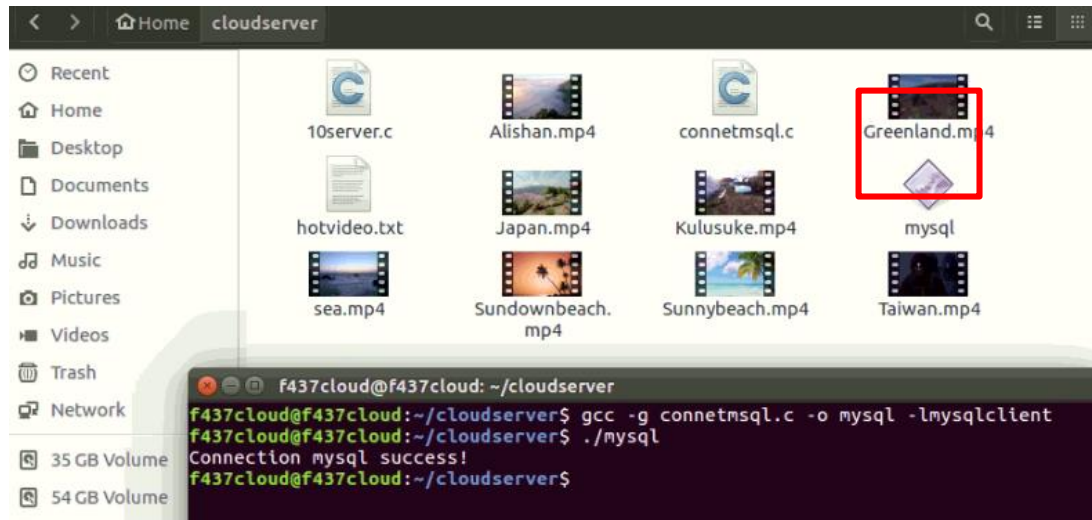 Home cloudserver
Recent
Home
Desktop
Documents
Downloads
Music
Pictures
Videos
Trash
Network
35 GB Volume
54 GB Volume
10server.c Alishan.mp4 connetmsql.c Greenland.mp4
hotvideo.txt Japan.mp4 Kulusuke.mp4 mysql
sea.mp4 Sundownbeach. Sunnybeach.mp4 Taiwan.mp4
mp4
f437cloud@f437cloud: ~/cloudserver
f437cloud@f437cloud:~/cloudserver$ gcc -g connetmsql.c -o mysql -lmysqlclient
f437cloud@f437cloud:~/cloudserver$ ./mysql
Connection mysql success!
f437cloud@f437cloud:~/cloudserver$